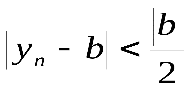 |yₙ − b| < |b / 2